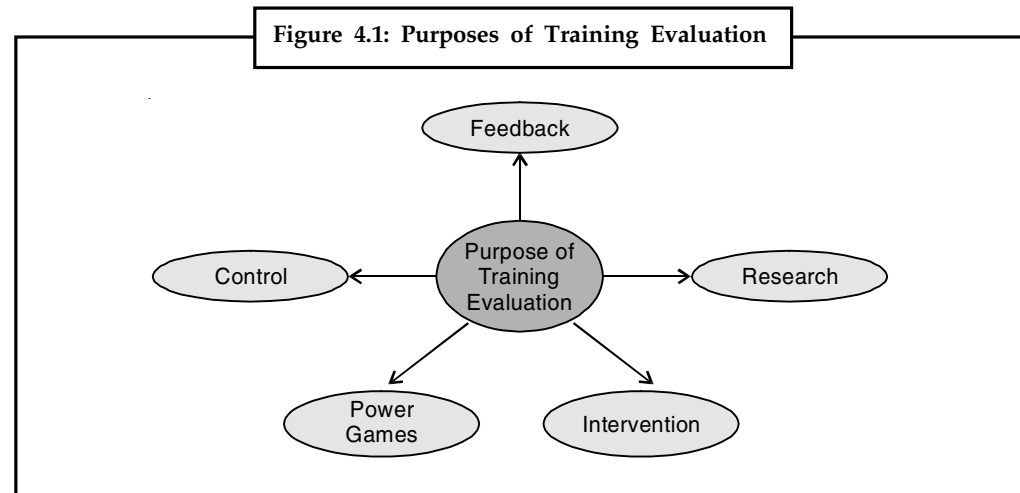 Figure 4.1: Purposes of Training Evaluation
Feedback
Purpose of
Training
Evaluation
Control
Research
Power
Games
Intervention